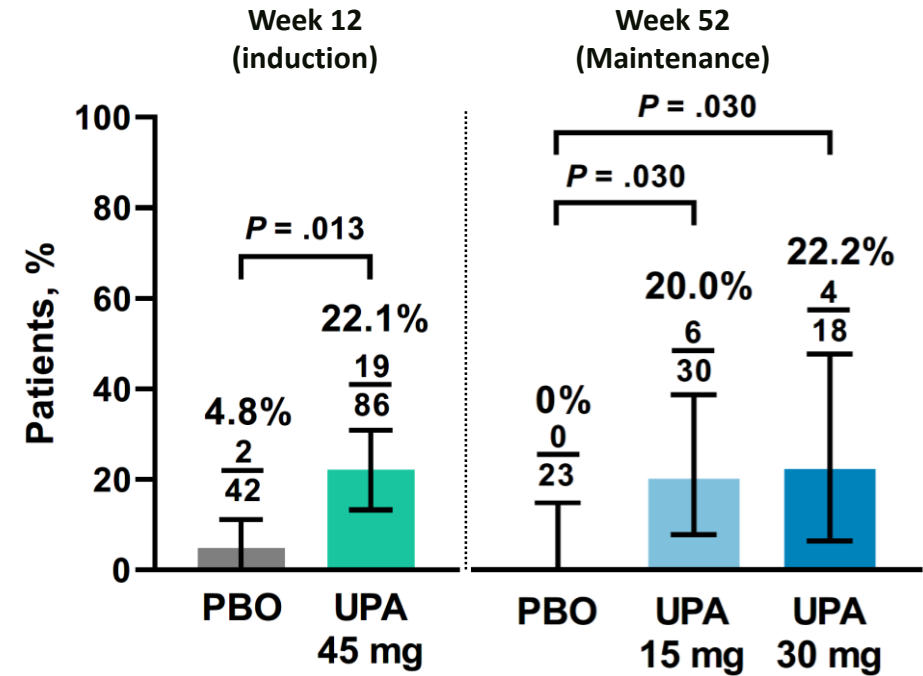 Week 12
(induction)
Week 52
(Maintenance)
Patients, %
100
80
60
40
20
0
P = .013
4.8%
2
42
22.1%
19
86
P = .030
P = .030
0%
0
23
20.0%
6
30
22.2%
4
18
PBO
UPA
45 mg
PBO
UPA
15 mg
UPA
30 mg